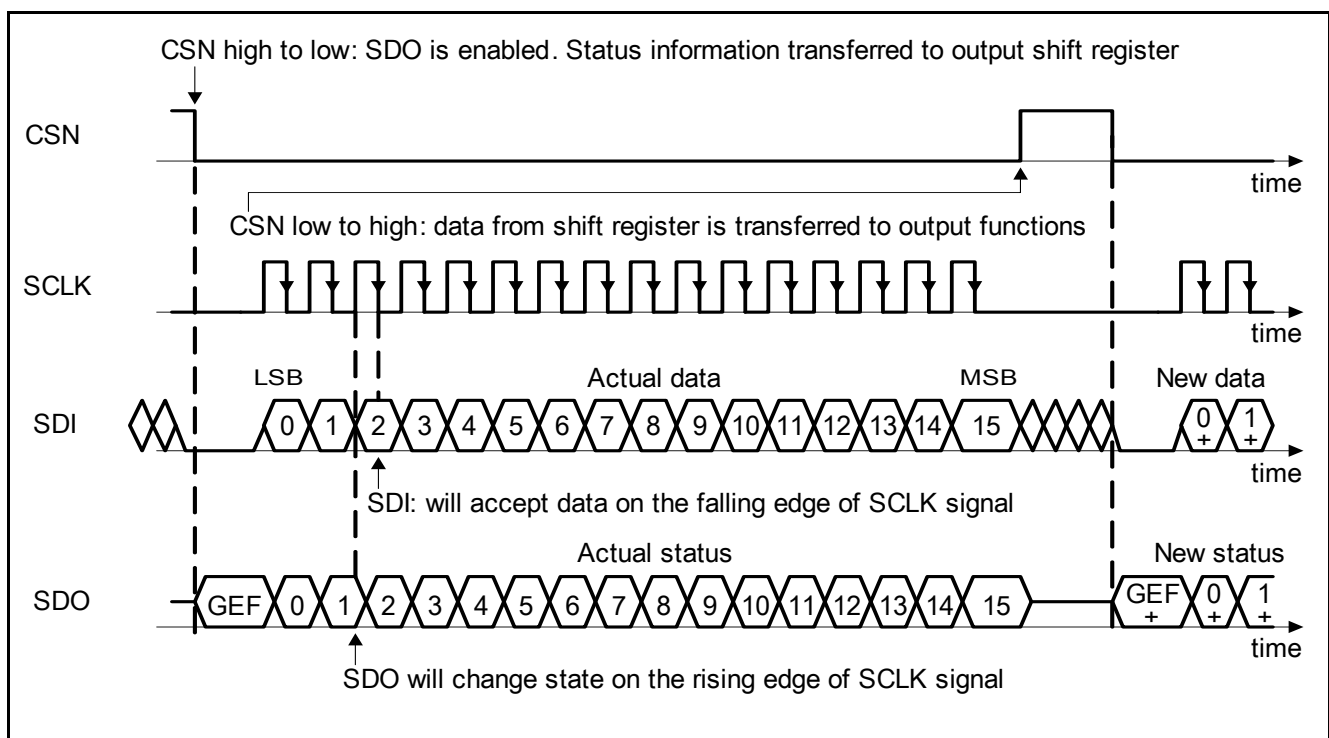 CSN high to low: SDO is enabled. Status information transferred to output shift register
CSN
time
CSN low to high: data from shift register is transferred to output functions
SCLK
time
LSB Actual data MSB New data
SDI
0 1 2 3 4 5 6 7 8 9 10 11 12 13 14 15 0+ 1+
time
SDI: will accept data on the falling edge of SCLK signal
Actual status New status
SDO
GEF 0 1 2 3 4 5 6 7 8 9 10 11 12 13 14 15 GEF+ 0+ 1+
time
SDO will change state on the rising edge of SCLK signal